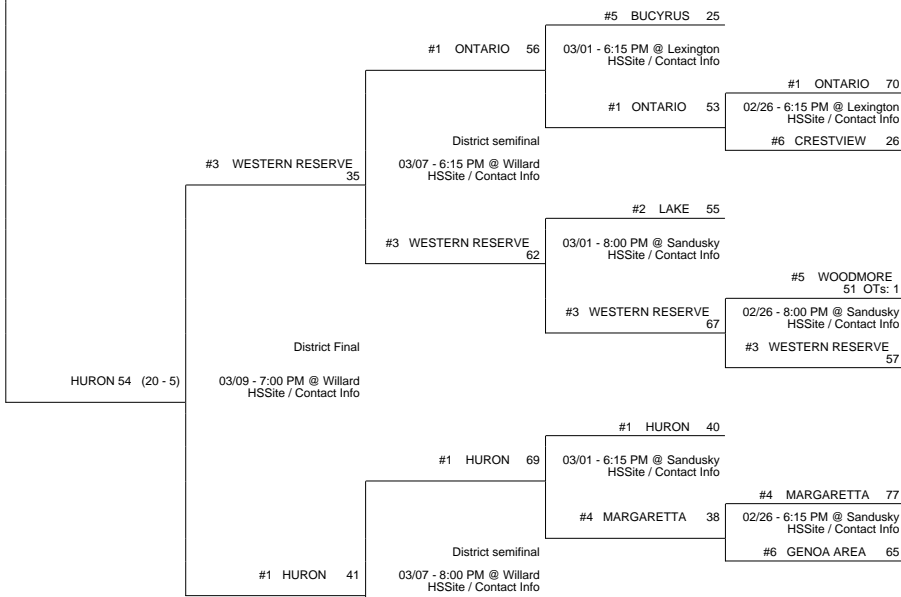 #5 BUCYRUS 25
#1 ONTARIO 56
03/01 - 6:15 PM @ Lexington
HSSite / Contact Info
#1 ONTARIO 70
#1 ONTARIO 53
02/26 - 6:15 PM @ Lexington
HSSite / Contact Info
#6 CRESTVIEW 26
District semifinal
#3 WESTERN RESERVE
35
03/07 - 6:15 PM @ Willard
HSSite / Contact Info
#2 LAKE 55
#3 WESTERN RESERVE
62
03/01 - 8:00 PM @ Sandusky
HSSite / Contact Info
#5 WOODMORE
51 OTs: 1
#3 WESTERN RESERVE
67
02/26 - 8:00 PM @ Sandusky
HSSite / Contact Info
#3 WESTERN RESERVE
57
District Final
HURON 54 (20 - 5)
03/09 - 7:00 PM @ Willard
HSSite / Contact Info
#1 HURON 40
#1 HURON 69
03/01 - 6:15 PM @ Sandusky
HSSite / Contact Info
#4 MARGARETTA 77
#4 MARGARETTA 38
02/26 - 6:15 PM @ Sandusky
HSSite / Contact Info
#6 GENOA AREA 65
District semifinal
#1 HURON 41
03/07 - 8:00 PM @ Willard
HSSite / Contact Info